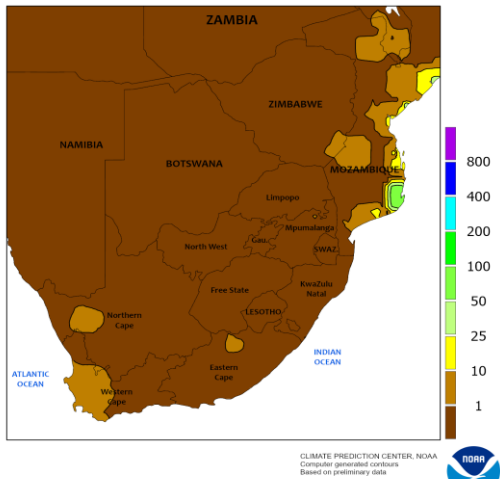 ZAMBIA
ZIMBABWE
NAMIBIA
BOTSWANA
MOZAMBIQUE
Limpopo
Mpumalanga
North West
Gau.
SWAZ.
Free State
KwaZulu
Natal
LESOTHO
Northern
Cape
Eastern
Cape
Western
Cape
ATLANTIC
OCEAN
INDIAN
OCEAN
800
400
200
100
50
25
10
1
CLIMATE PREDICTION CENTER, NOAA
Computer generated contours
Based on preliminary data
NOAA